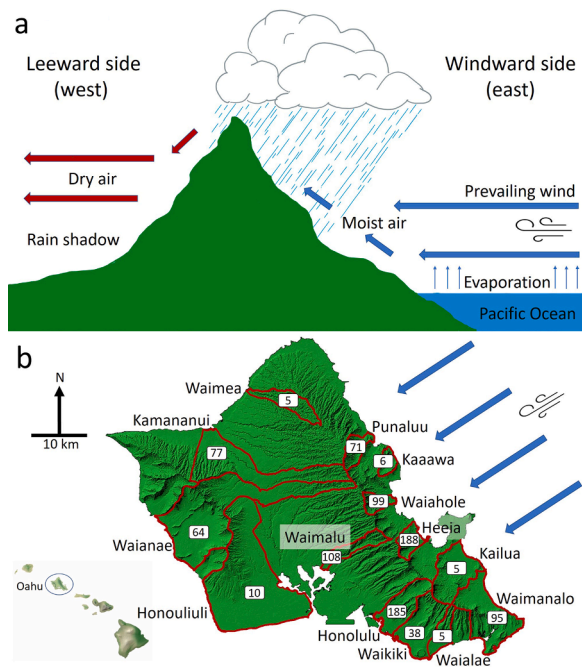 a
Leeward side
(west)
Windward side
(east)
Dry air
Prevailing wind
Moist air
Rain shadow
Evaporation
Pacific Ocean
b
N
10 km
Waimea
5
Kamananui
Punaluu
71
77
6
Kaaawa
99
Waiahole
64
Waimalu
Heeia
188
Waianae
108
Kailua
5
Oahu
10
Waimanalo
Honouliuli
185
95
Honolulu
38
5
Waikiki
Waialae